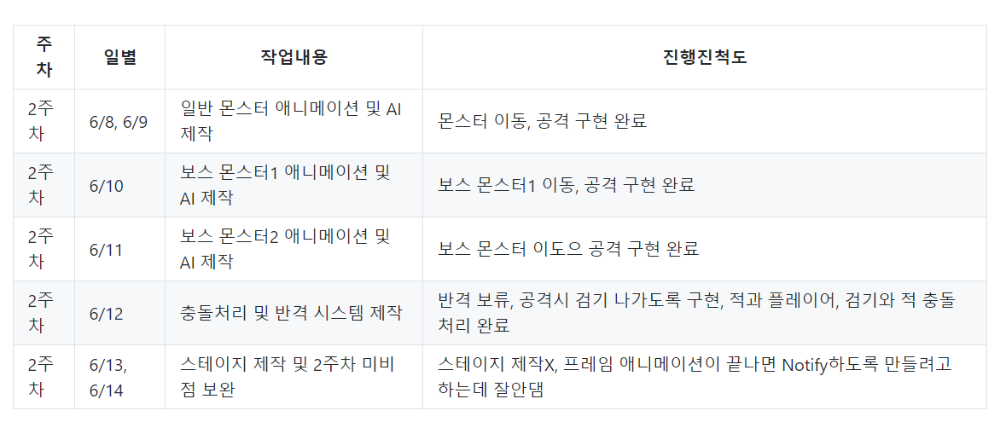 주
차
일별
작업내용
진행진척도
2주
차
6/8, 6/9
일반 몬스터 애니메이션 및 AI
제작
몬스터 이동, 공격 구현 완료
2주
차
6/10
보스 몬스터1 애니메이션 및
AI 제작
보스 몬스터1 이동, 공격 구현 완료
2주
차
6/11
보스 몬스터2 애니메이션 및
AI 제작
보스 몬스터 이도으 공격 구현 완료
2주
차
6/12
충돌처리 및 반격 시스템 제작
반격 보류, 공격시 검기 나가도록 구현, 적과 플레이어, 검기와 적 충돌
처리 완료
2주
차
6/13,
6/14
스테이지 제작 및 2주차 미비
점 보완
스테이지 제작X, 프레임 애니메이션이 끝나면 Notify하도록 만들려고
하는데 잘안댐